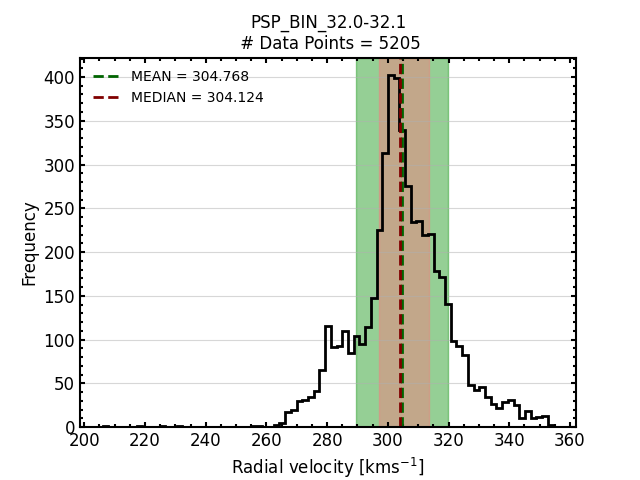 PSP_BIN_32.0-32.1
# Data Points = 5205
MEAN = 304.768
MEDIAN = 304.124
Frequency
400
350
300
250
200
150
100
50
0
200 220 240 260 280 300 320 340 360
Radial velocity [kms⁻¹]